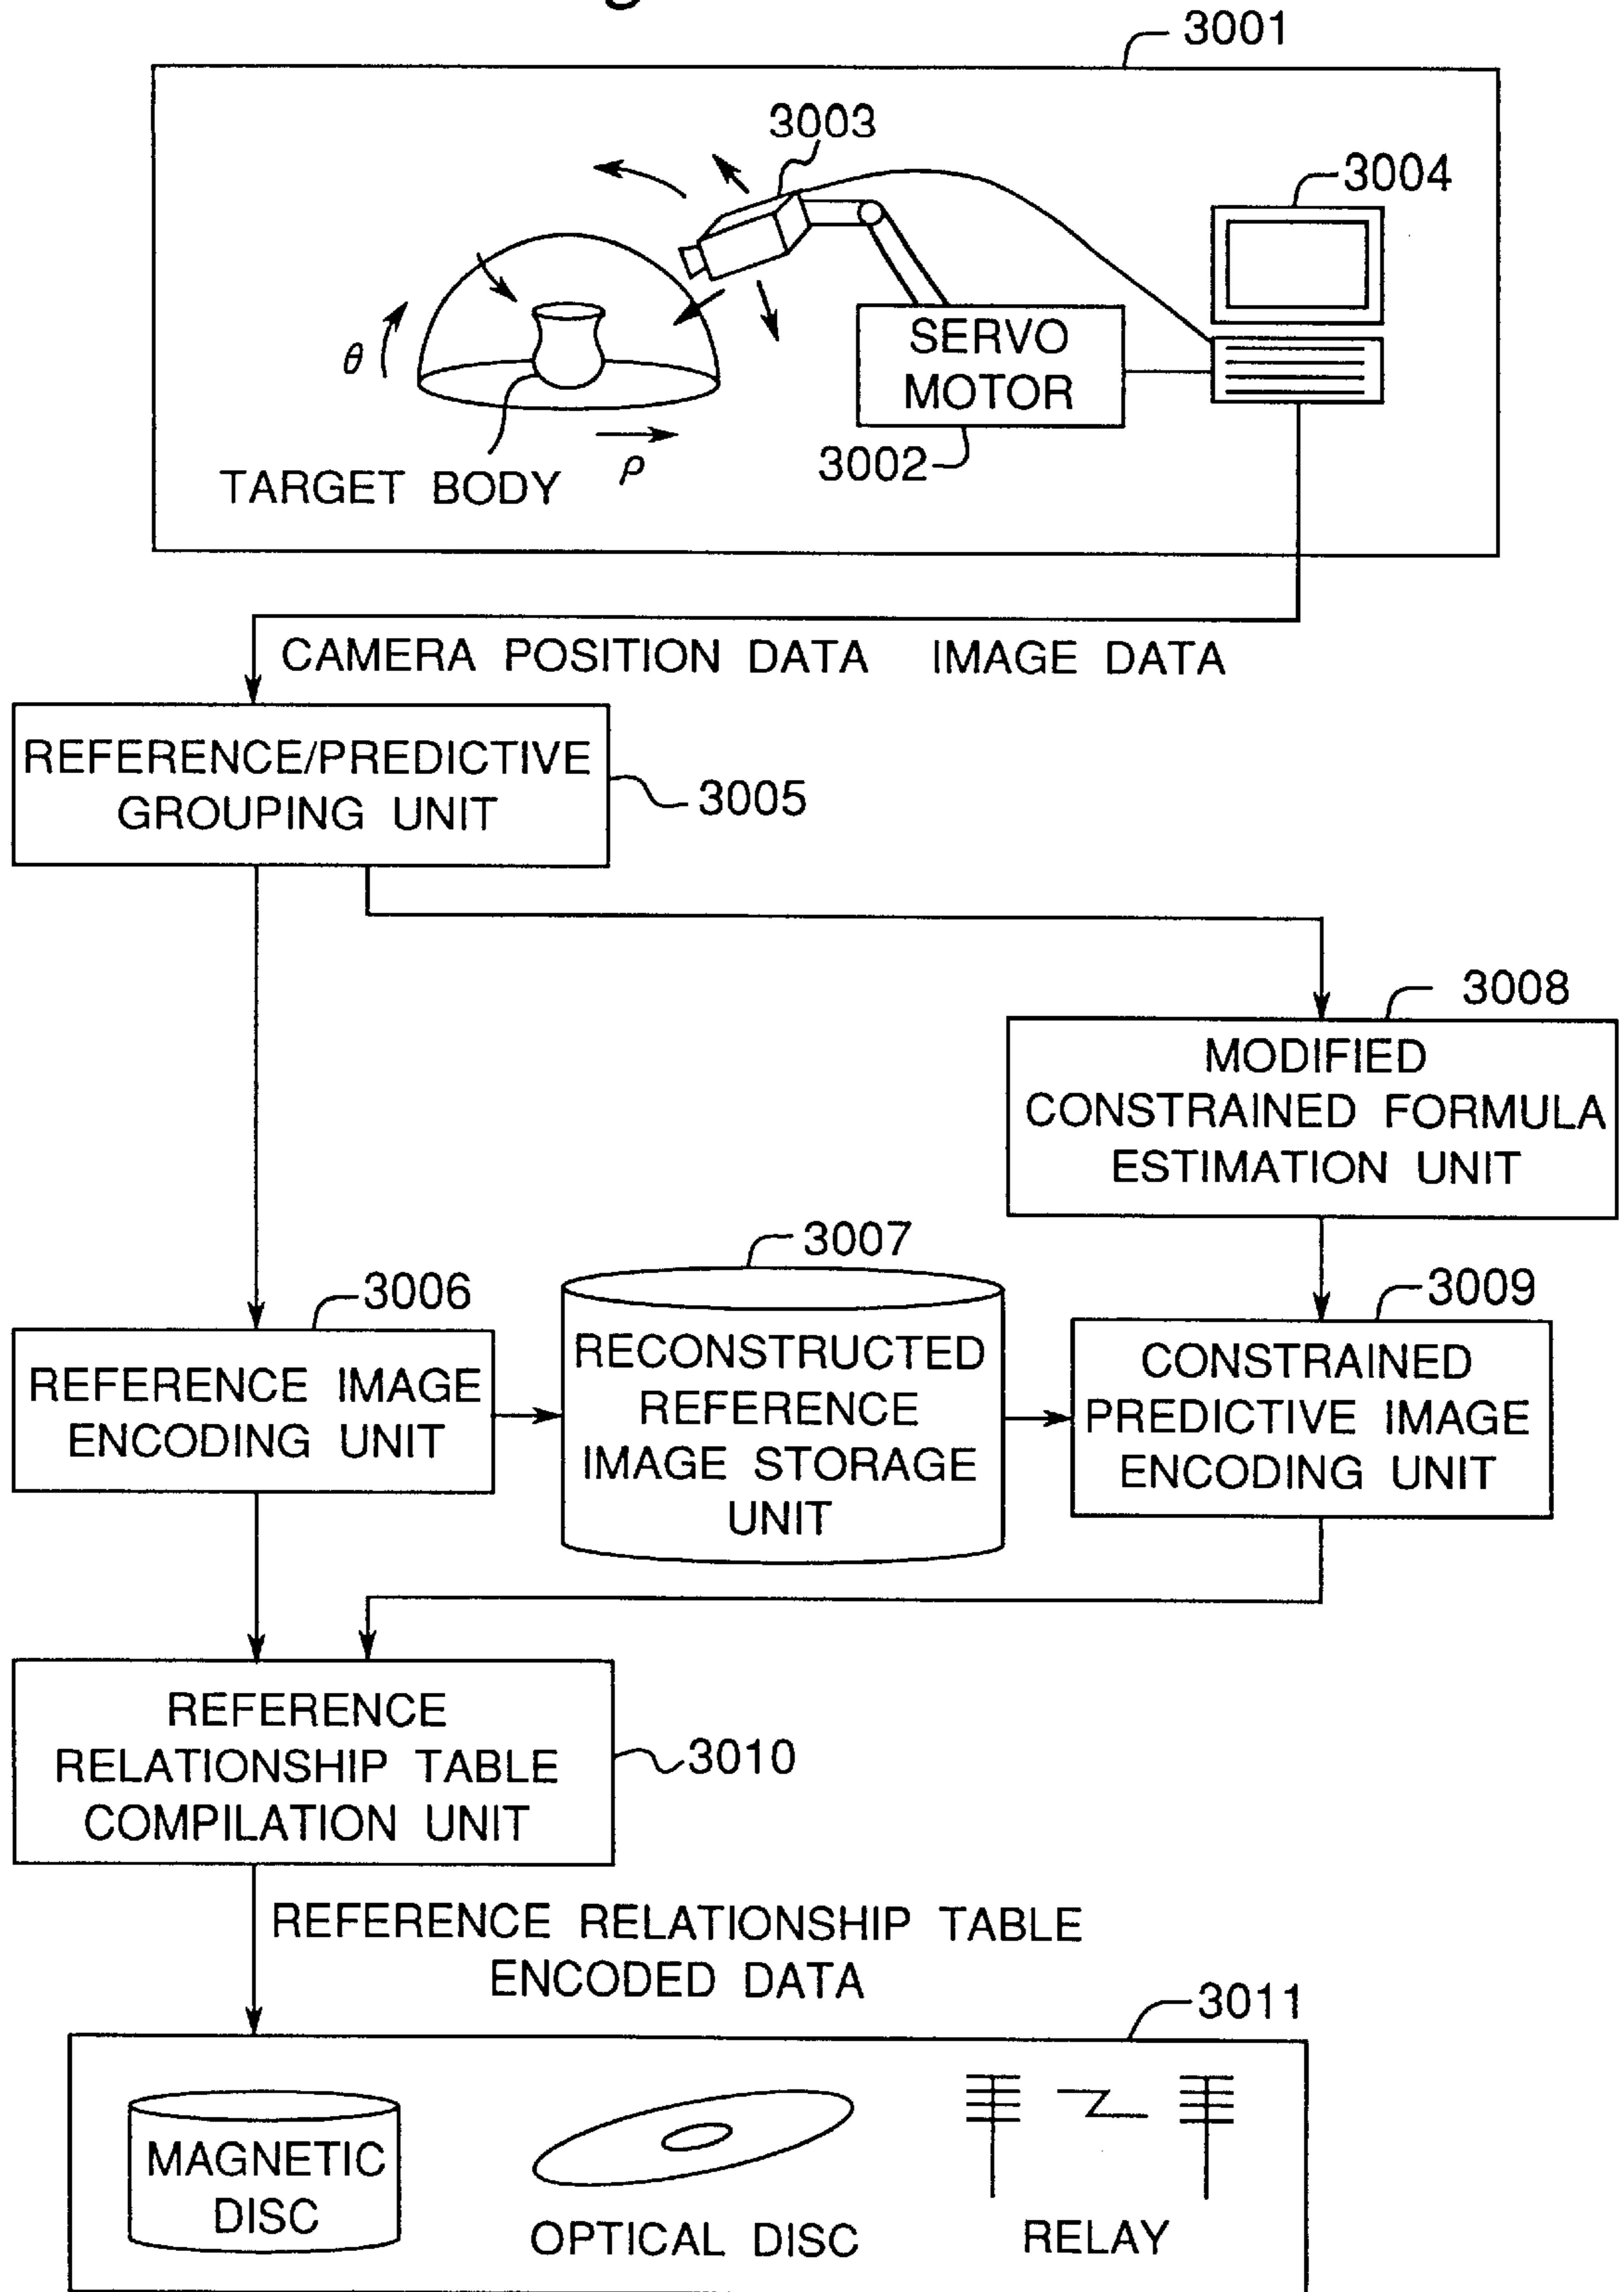 3001
3003
3004
θ
SERVO
MOTOR
3002
TARGET BODY
ρ
CAMERA POSITION DATA IMAGE DATA
REFERENCE/PREDICTIVE
GROUPING UNIT
3005
3008
MODIFIED
CONSTRAINED FORMULA
ESTIMATION UNIT
3007
3006
3009
REFERENCE IMAGE
ENCODING UNIT
RECONSTRUCTED
REFERENCE
IMAGE STORAGE
UNIT
CONSTRAINED
PREDICTIVE IMAGE
ENCODING UNIT
REFERENCE
RELATIONSHIP TABLE
COMPILATION UNIT
3010
REFERENCE RELATIONSHIP TABLE
ENCODED DATA
3011
MAGNETIC
DISC
OPTICAL DISC
RELAY